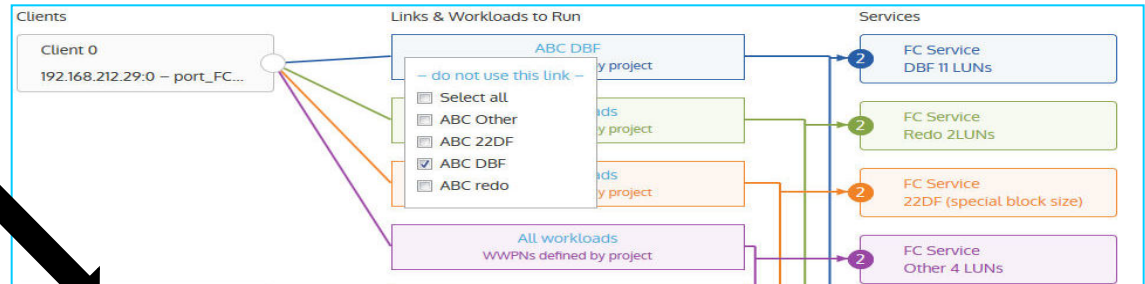 Clients
Links & Workloads to Run
Services
Client 0
192.168.212.29:0 – port_FC...
ABC DBF
by project
– do not use this link –
Select all
ABC Other
ABC 22DF
ABC DBF
ABC redo
by project
by project
All workloads
WWPNs defined by project
2
FC Service
DBF 11 LUNs
2
FC Service
Redo 2LUNs
2
FC Service
22DF (special block size)
2
FC Service
Other 4 LUNs